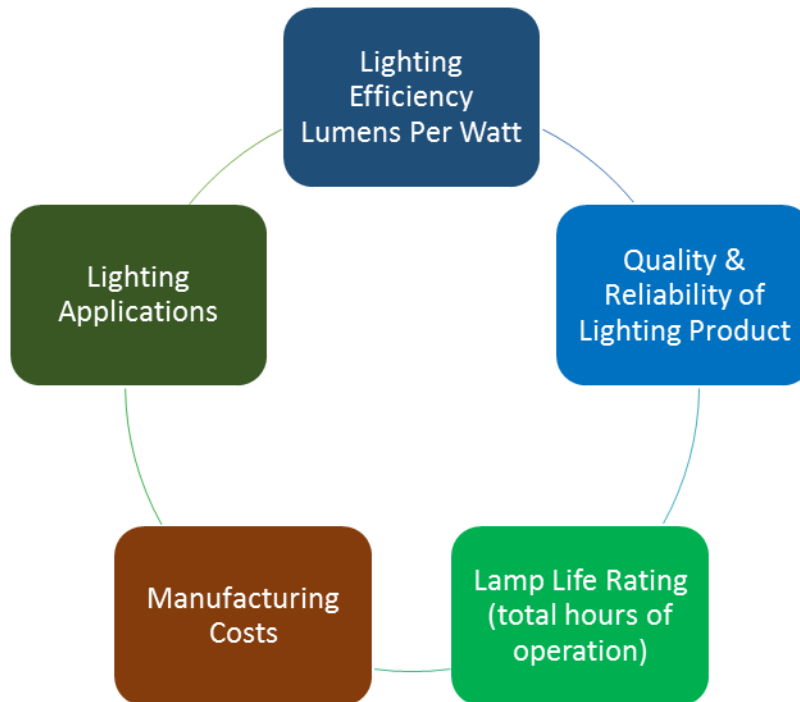 Lighting
Efficiency
Lumens Per Watt
Quality &
Reliability of
Lighting Product
Lamp Life Rating
(total hours of
operation)
Manufacturing
Costs
Lighting
Applications